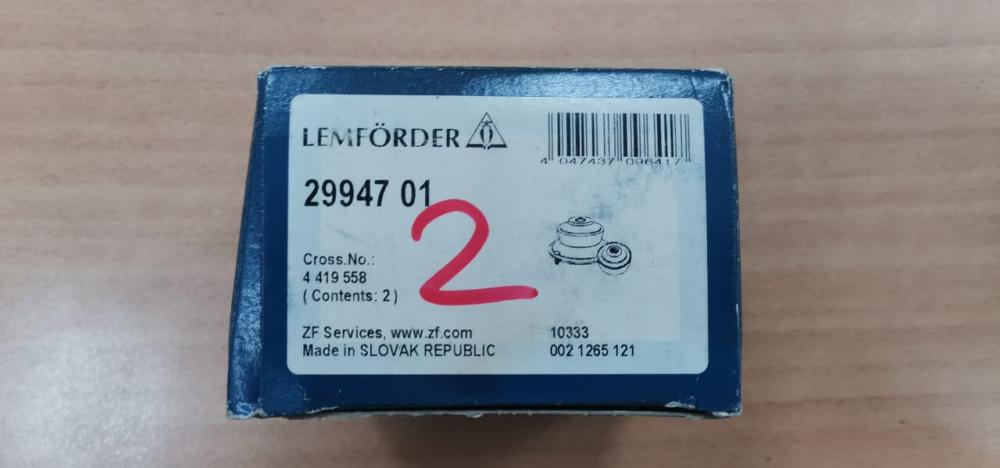 LEMFÖRDER
4 047437 096417
29947 01
2
Cross.No.:
4 419 558
( Contents: 2 )
ZF Services, www.zf.com
10333
Made in SLOVAK REPUBLIC
002 1265 121